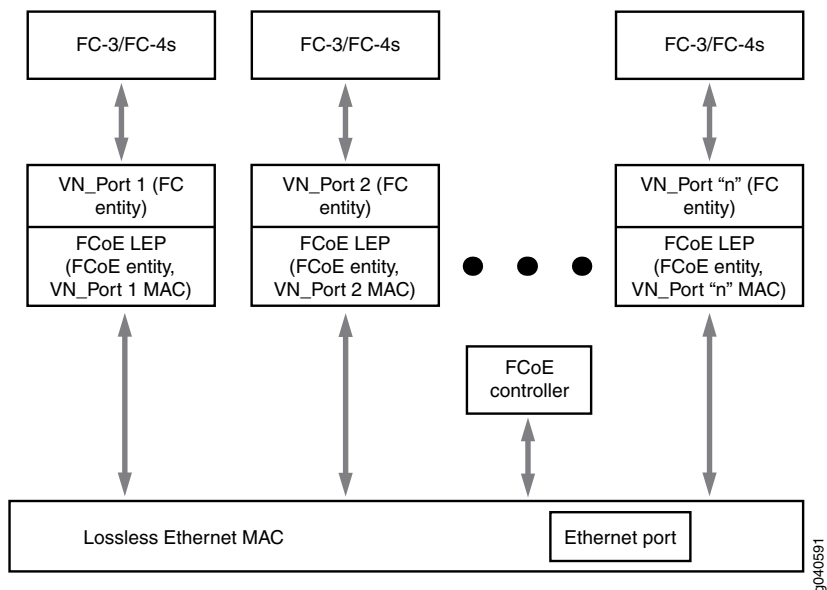 FC-3/FC-4s
FC-3/FC-4s
FC-3/FC-4s
VN_Port 1 (FC
entity)
FCoE LEP
(FCoE entity,
VN_Port 1 MAC)
VN_Port 2 (FC
entity)
FCoE LEP
(FCoE entity,
VN_Port 2 MAC)
VN_Port “n” (FC
entity)
FCoE LEP
(FCoE entity,
VN_Port “n” MAC)
FCoE
controller
Lossless Ethernet MAC
Ethernet port
g040591